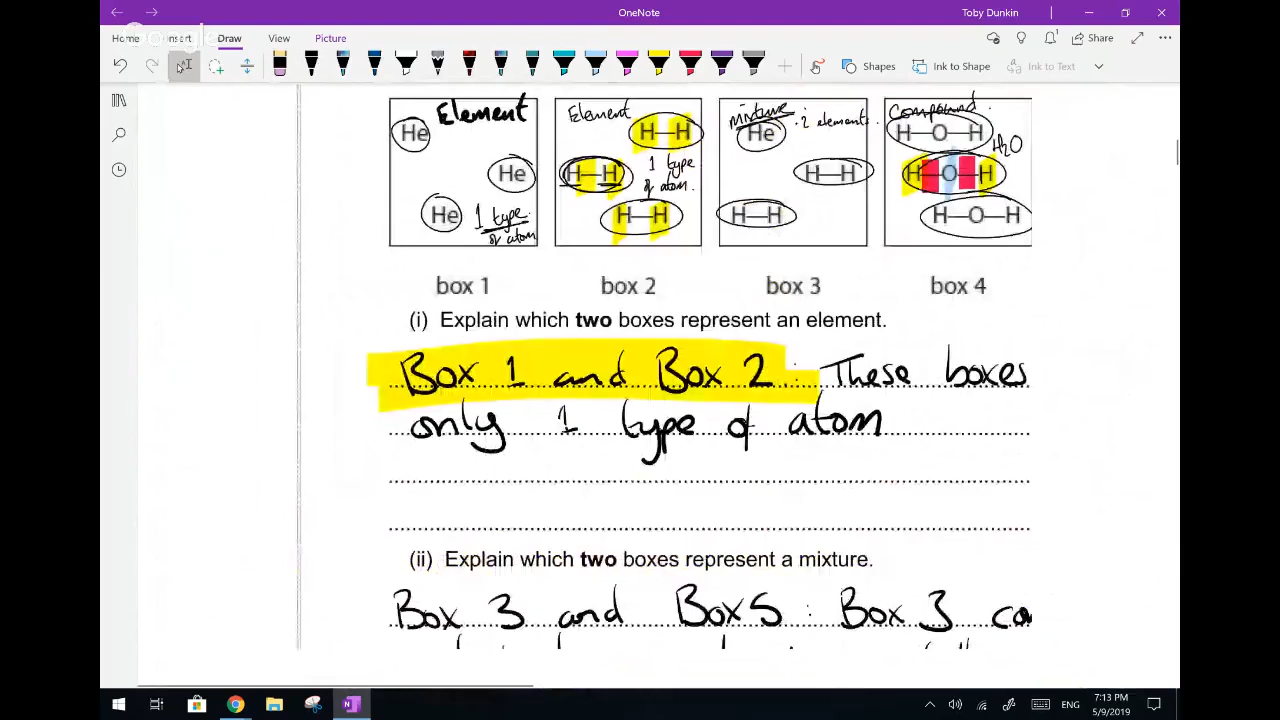 OneNote
Toby Dunkin
Home Insert Draw View Picture
Share
Shapes Ink to Shape Ink to Text
Element
He
He
He
1 type
of atom
Element
H–H
H–H
1 type
of atom.
H–H
Mixture
He
2 elements
H–H
H–H
Compound
H–O–H
H₂O
H–O–H
H–O–H
box 1 box 2 box 3 box 4
(i) Explain which two boxes represent an element.
Box 1 and Box 2 : These boxes
only 1 type of atom
(ii) Explain which two boxes represent a mixture.
Box 3 and Box 5 : Box 3
ENG
7:13 PM
5/9/2019